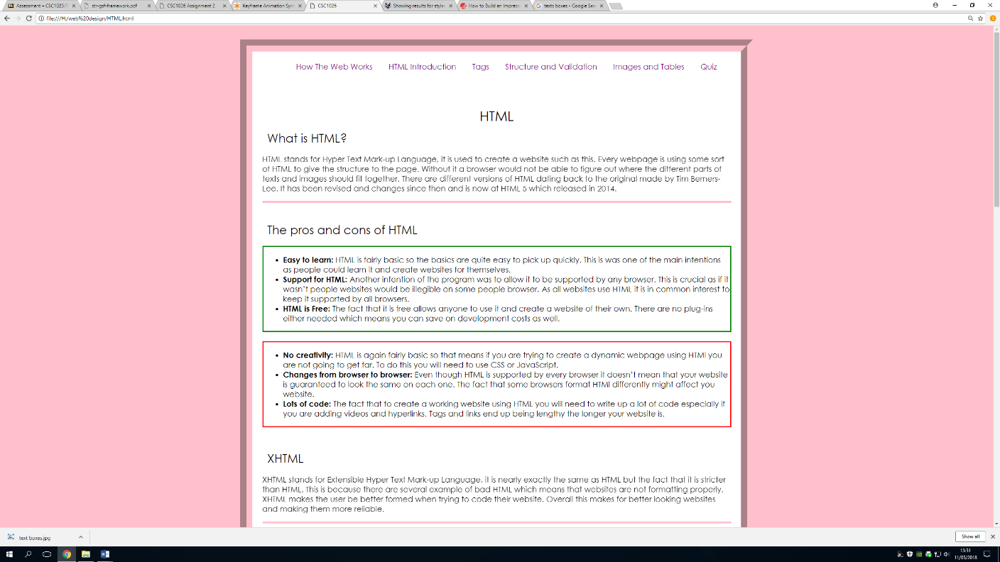 Assessment – CSC1023(Th
str-gsf-framework.pdf
CSC1026 Assignment 2
Keyframe Animation Syn
CSC1026
Showing results for styles
How to Build an Impress
texts boxes - Google Sea
file:///H:/web%20design/HTML.html
How The Web Works HTML Introduction Tags Structure and Validation Images and Tables Quiz
HTML
What is HTML?
HTML stands for Hyper Text Mark-up Language, it is used to create a website such as this. Every webpage is using some sort
of HTML to give the structure to the page. Without it a browser would not be able to figure out where the different parts of
texts and images should fit together. There are different versions of HTML dating back to the original made by Tim Berners-
Lee. It has been revised and changes since then and is now at HTML 5 which released in 2014.
The pros and cons of HTML
• Easy to learn: HTML is fairly basic so the basics are quite easy to pick up quickly. This is was one of the main intentions
as people could learn it and create websites for themselves.
• Support for HTML: Another intention of the program was to allow it to be supported by any browser. This is crucial as if it
wasn't people websites would be illegible on some people browser. As all websites use HTML it is in common interest to
keep it supported by all browsers.
• HTML is Free: The fact that it is free allows anyone to use it and create a website of their own. There are no plug-ins
either needed which means you can save on development costs as well.
• No creativity: HTML is again fairly basic so that means if you are trying to create a dynamic webpage using HTMl you
are not going to get far. To do this you will need to use CSS or JavaScript.
• Changes from browser to browser: Even though HTML is supported by every browser it doesn't mean that your website
is guaranteed to look the same on each one. The fact that some browsers format HTMl differently might affect you
website.
• Lots of code: The fact that to create a working website using HTML you will need to write up a lot of code especially if
you are adding videos and hyperlinks. Tags and links end up being lengthy the longer your website is.
XHTML
XHTML stands for Extensible Hyper Text Mark-up Language, it is nearly exactly the same as HTML but the fact that it is stricter
than HTML. This is because there are several example of bad HTML which means that websites are not formatting properly.
XHTML makes the user be better formed when trying to code their website. Overall this makes for better looking websites
and making them more reliable.
text boxes.jpg
Show all
13:51
11/05/2018